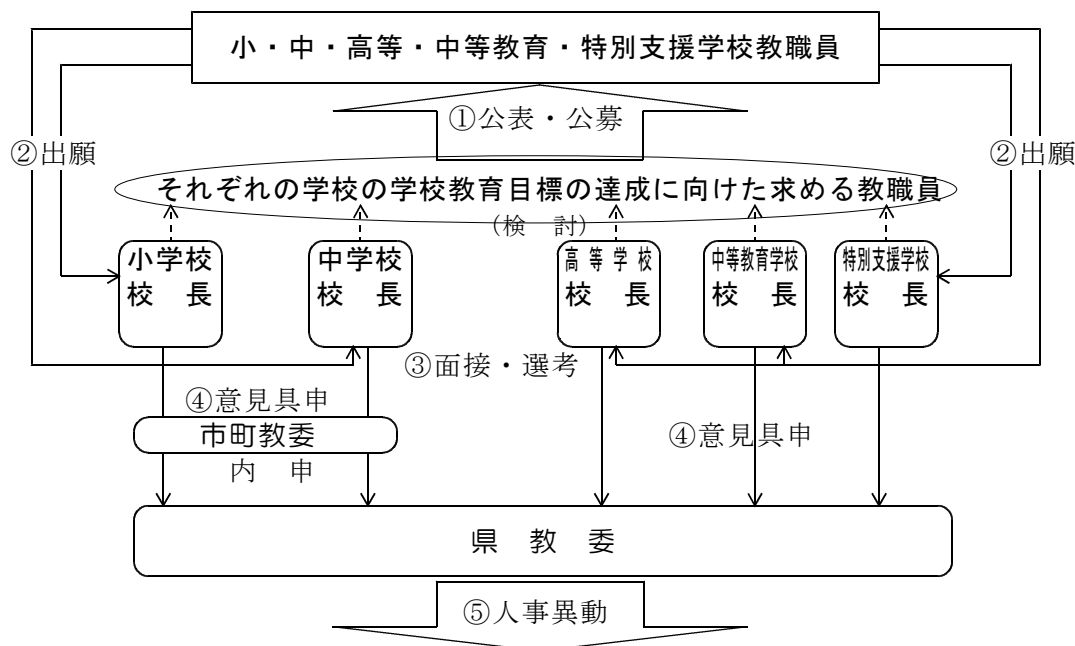 小・中・高等・中等教育・特別支援学校教職員
①公表・公募
②出願
②出願
それぞれの学校の学校教育目標の達成に向けた求める教職員
(検　討)
小学校
校　長
中学校
校　長
高等学校
校　長
中等教育学校
校　長
特別支援学校
校　長
③面接・選考
④意見具申
市町教委
内　申
④意見具申
県　教　委
⑤人事異動